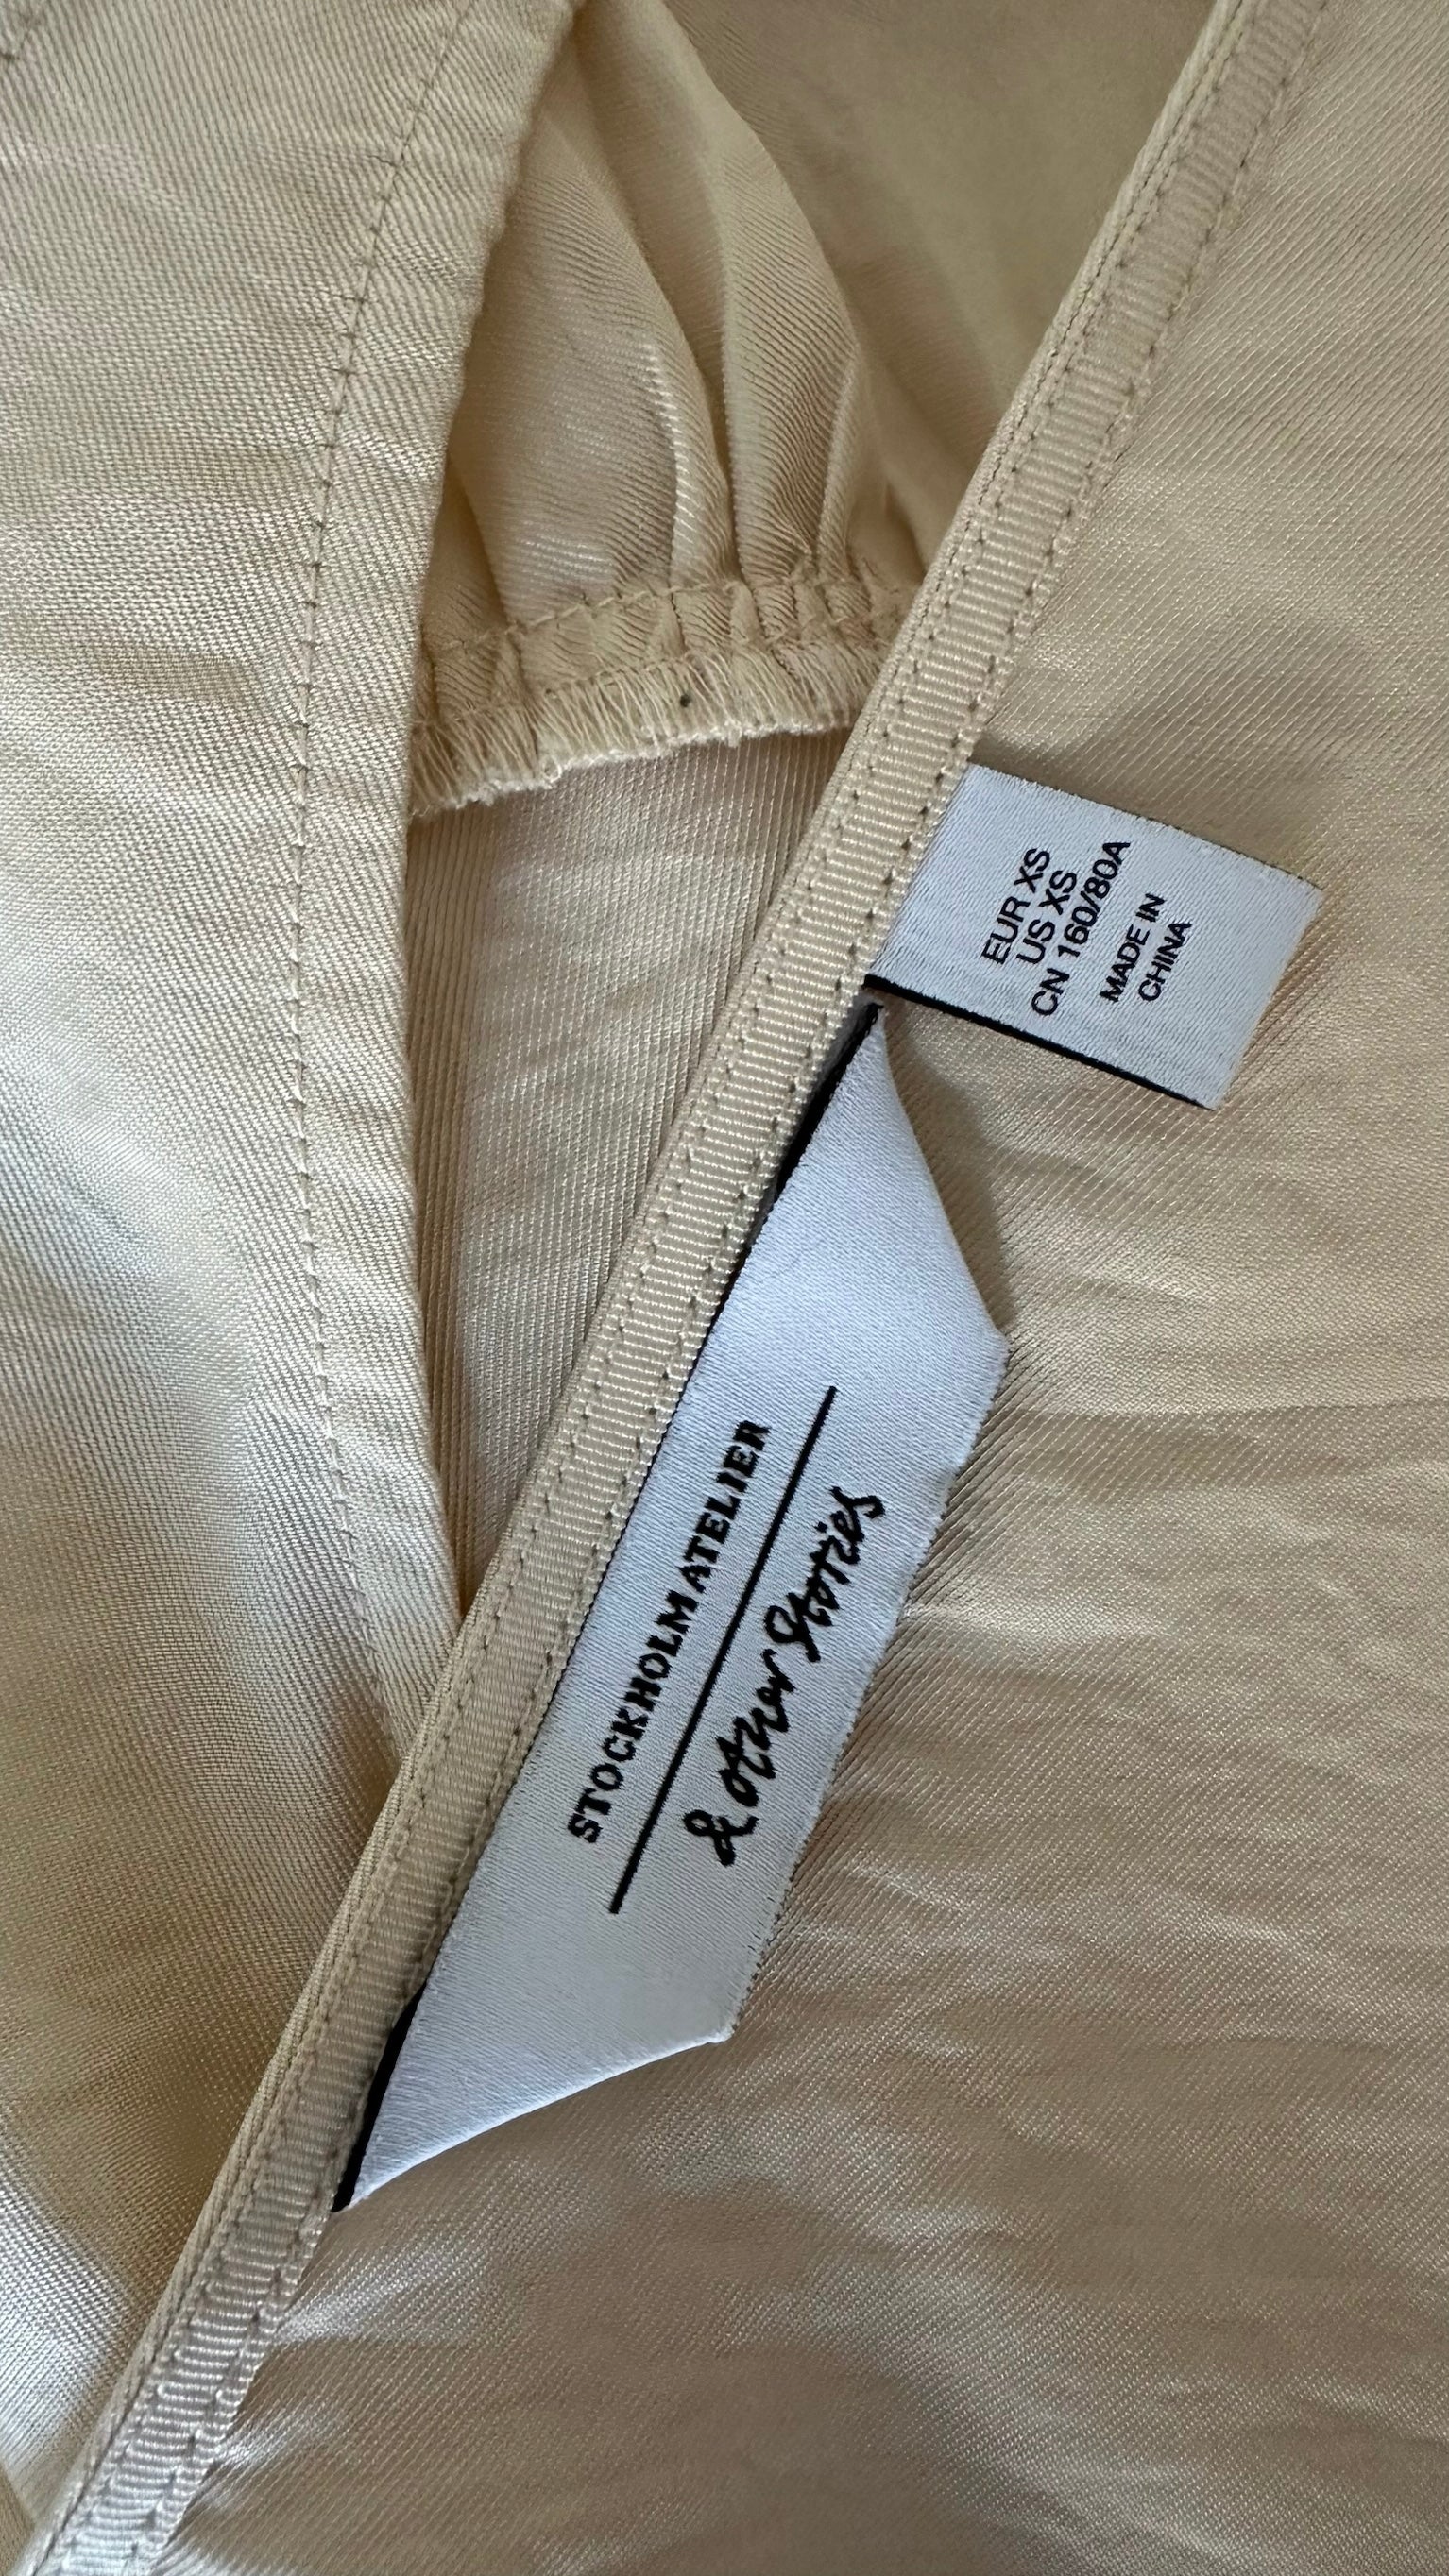 EUR XS
US XS
CN 160/80A
MADE IN
CHINA
STOCKHOLM ATELIER
& other Stories